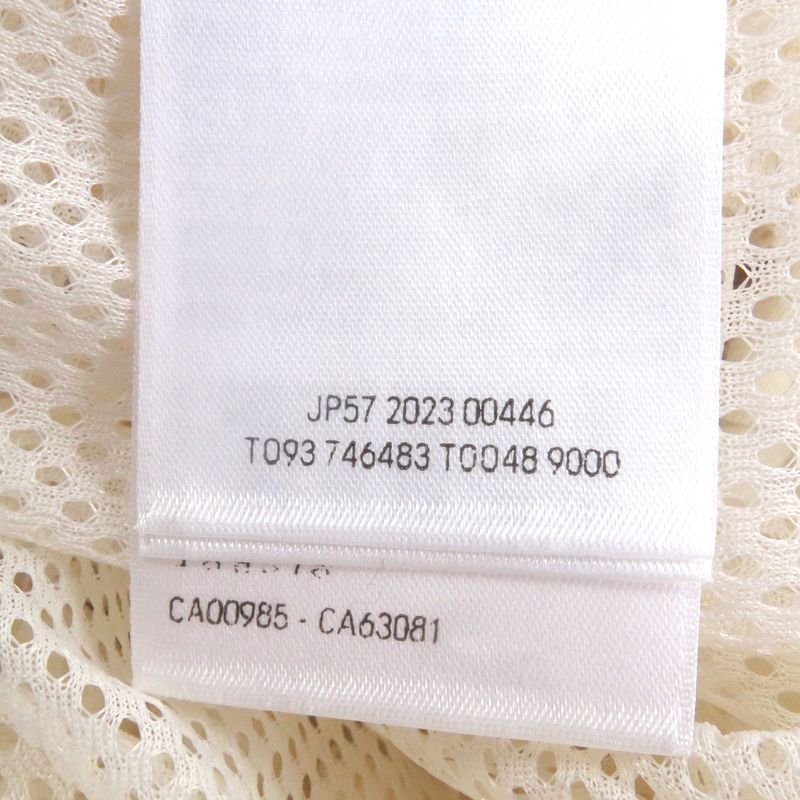 JP57 2023 00446
T093 746483 T0048 9000
CA00985 - CA63081